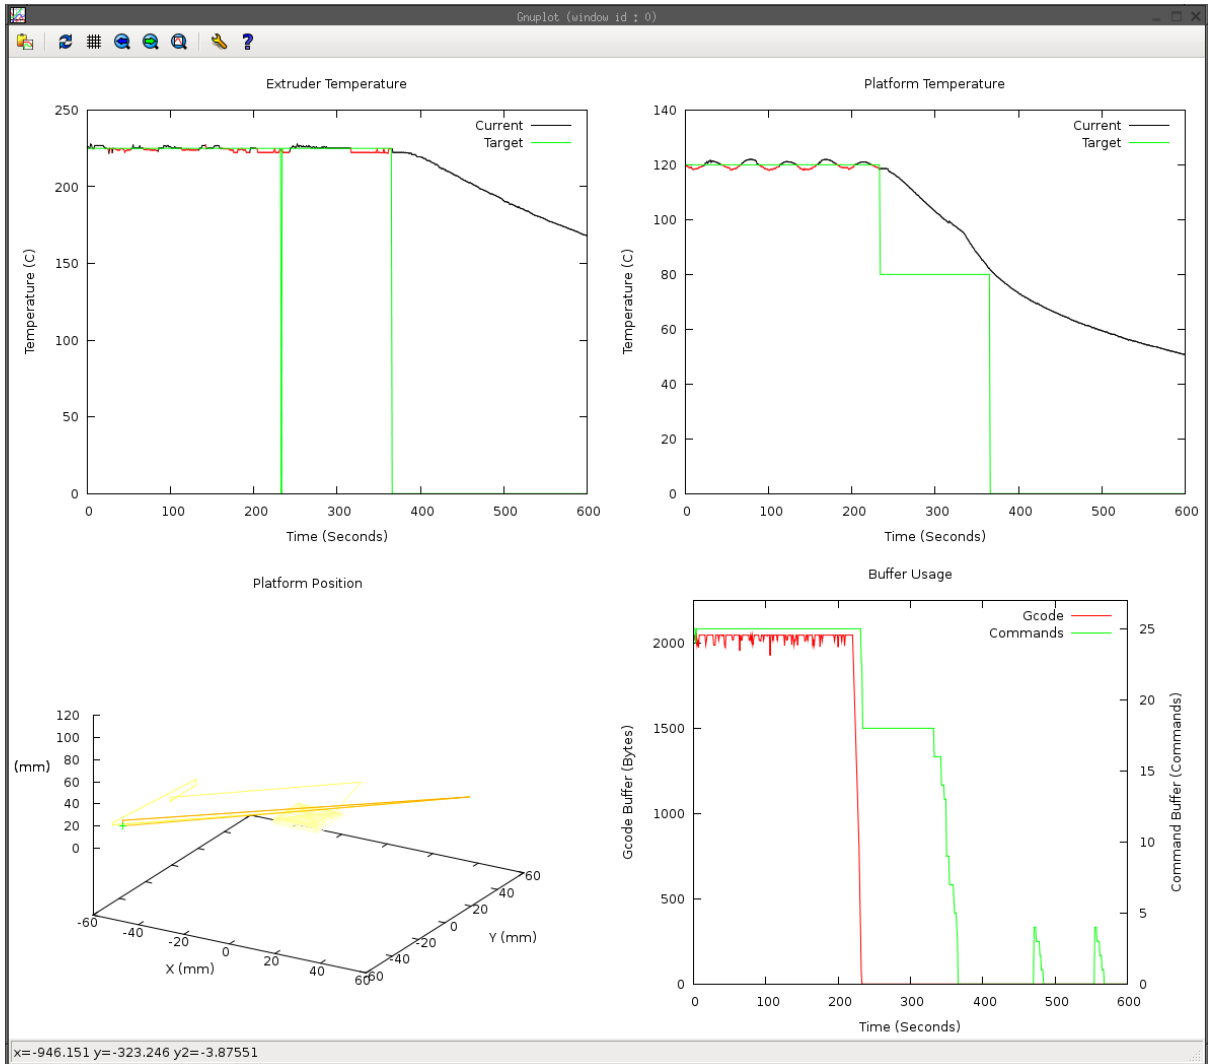 Gnuplot (window id : 0)
Extruder Temperature
250
200
150
100
50
0
Temperature (C)
Current
Target
0 100 200 300 400 500 600
Time (Seconds)
Platform Temperature
140
120
100
80
60
40
20
0
Temperature (C)
Current
Target
0 100 200 300 400 500 600
Time (Seconds)
Platform Position
120
100
80
(mm)
60
40
20
0
-60 -40 -20 0 20 40 60
X (mm)
-60 -40 -20 0 20 40 60
Y (mm)
Buffer Usage
2000
1500
1000
500
0
Gcode Buffer (Bytes)
Gcode
Commands
25
20
15
10
5
0
Command Buffer (Commands)
0 100 200 300 400 500 600
Time (Seconds)
x=-946.151 y=-323.246 y2=-3.87551